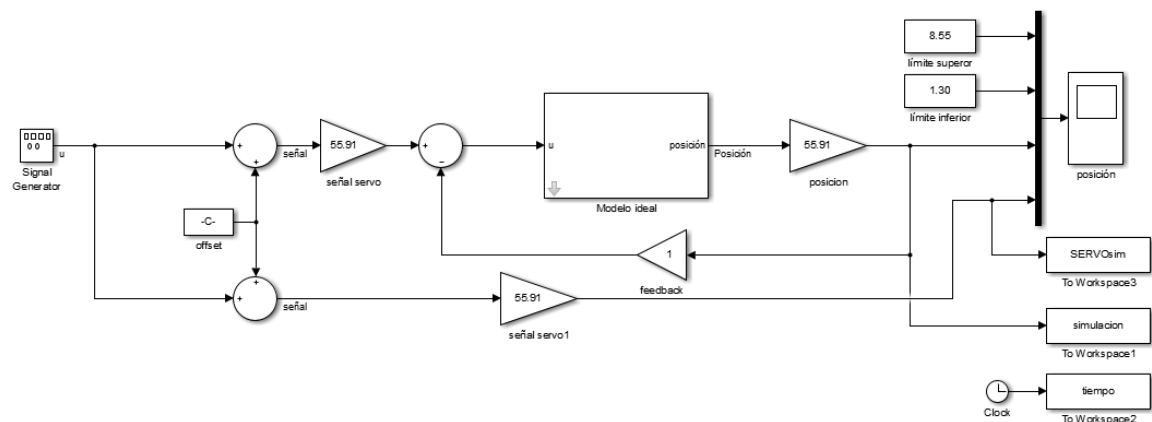 8.55
límite superor
1.30
límite inferior
u
Signal
Generator
+
+
señal
55.91
señal servo
+
−
u
posición
Modelo ideal
Posición
55.91
posicion
posición
-C-
offset
1
feedback
+
+
señal
55.91
señal servo1
SERVOsim
To Workspace3
simulacion
To Workspace1
Clock
tiempo
To Workspace2